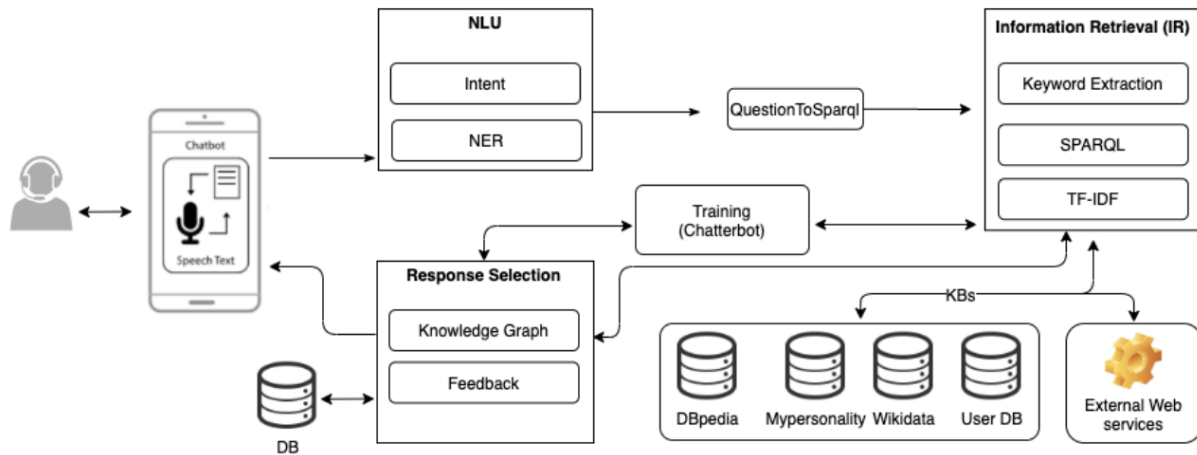 NLU
Intent
NER
QuestionToSparql
Information Retrieval (IR)
Keyword Extraction
SPARQL
TF-IDF
Chatbot
Speech Text
Training
(Chatterbot)
Response Selection
Knowledge Graph
Feedback
DB
KBs
DBpedia
Mypersonality
Wikidata
User DB
External Web
services